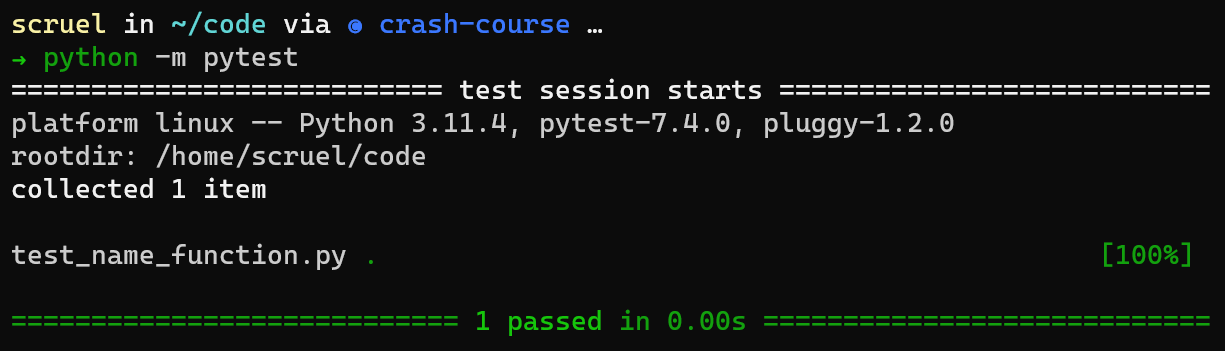 scruel in ~/code via © crash-course …
→ python -m pytest
=========================== test session starts ===========================
platform linux -- Python 3.11.4, pytest-7.4.0, pluggy-1.2.0
rootdir: /home/scruel/code
collected 1 item

test_name_function.py . [100%]

============================ 1 passed in 0.00s ============================